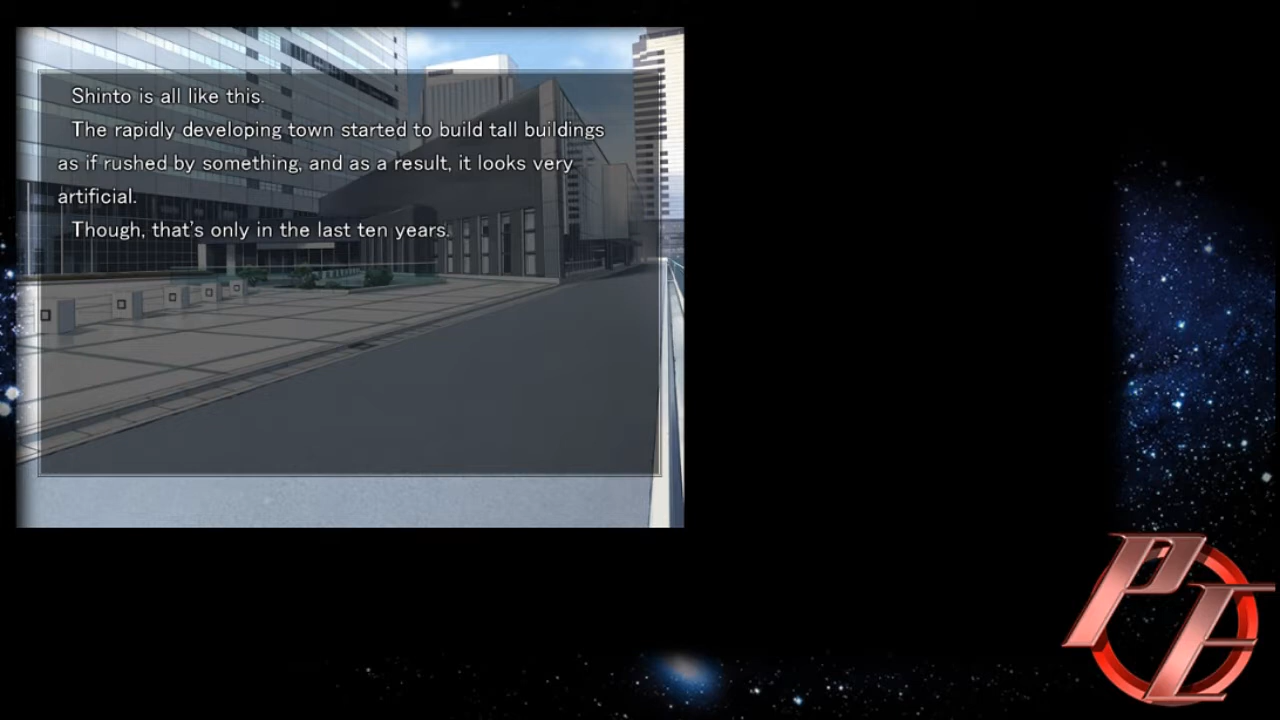 Shinto is all like this.
The rapidly developing town started to build tall buildings
as if rushed by something, and as a result, it looks very
artificial.
Though, that's only in the last ten years.
PE